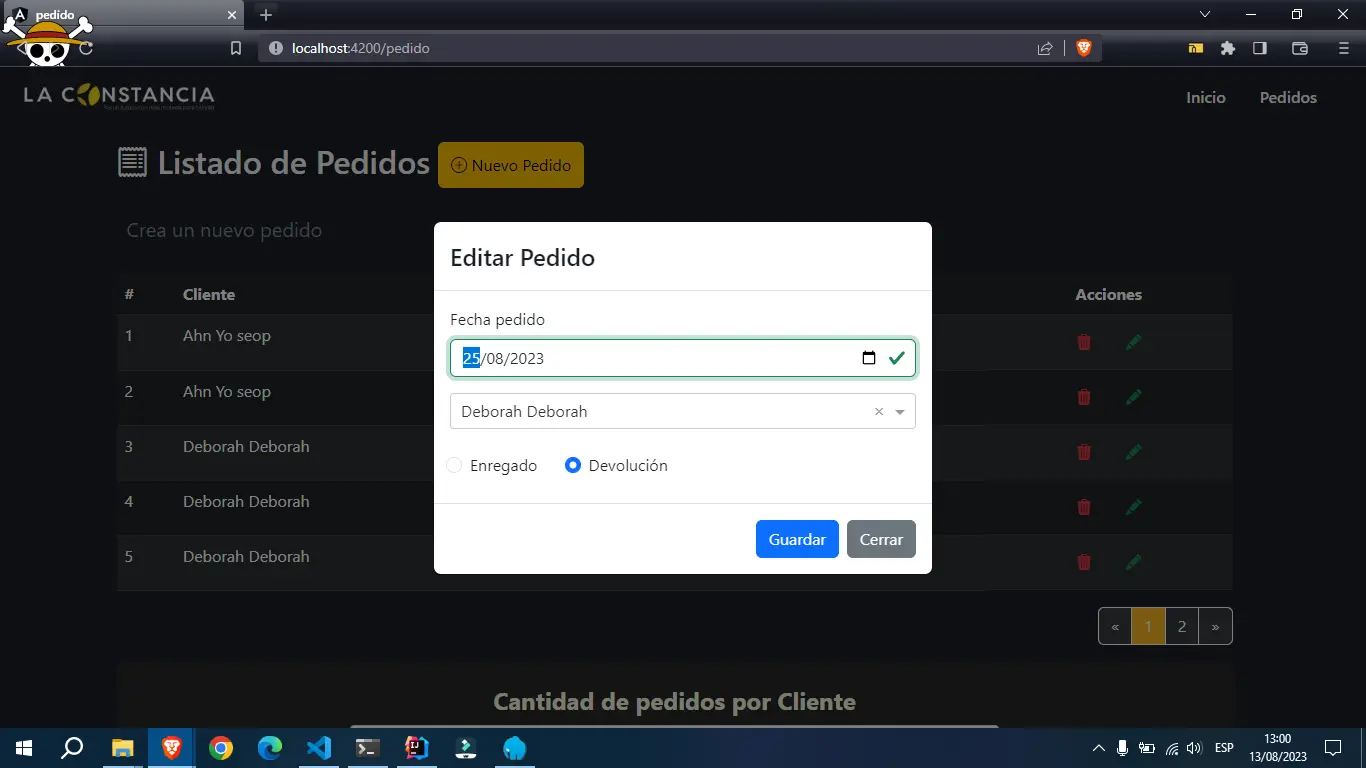 pedido
localhost:4200/pedido
LA CONSTANCIA
Inicio
Pedidos
Listado de Pedidos
Nuevo Pedido
Crea un nuevo pedido
Editar Pedido
# Cliente Acciones
Fecha pedido
1 Ahn Yo seop
25/08/2023
2 Ahn Yo seop
Deborah Deborah
3 Deborah Deborah
Enregado Devolución
4 Deborah Deborah
Guardar Cerrar
5 Deborah Deborah
« 1 2 »
Cantidad de pedidos por Cliente
ESP
13:00
13/08/2023